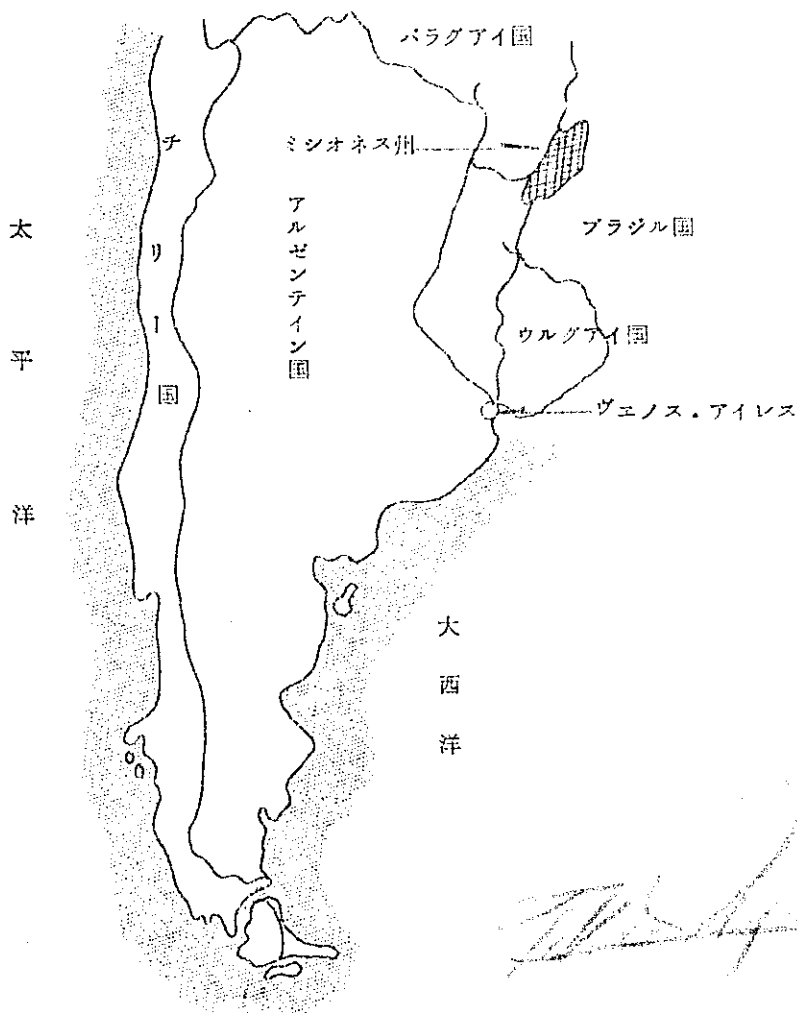 パラグアイ国
ミシオネス州
ブラジル国
ウルグアイ国
ヴエノス・アイレス
アルゼンテイン国
チリー国
太平洋
大西洋